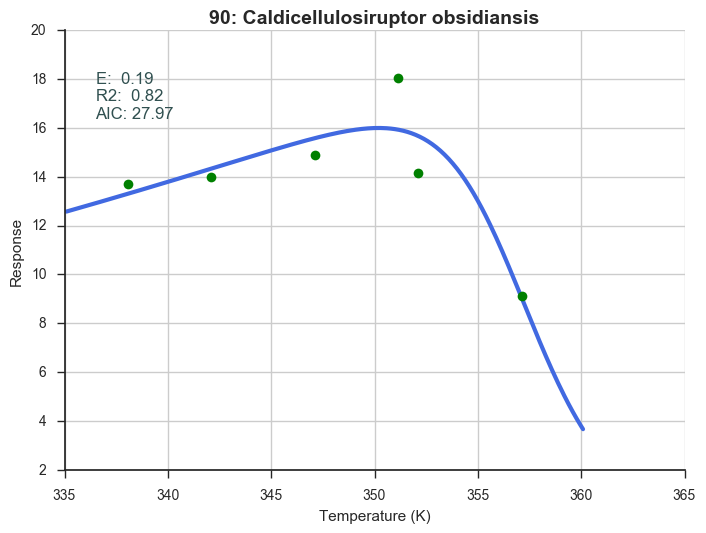 90: Caldicellulosiruptor obsidiansis
20
18
16
14
12
10
8
6
4
2
E:  0.19
R2:  0.82
AIC: 27.97
Response
335
340
345
350
355
360
365
Temperature (K)